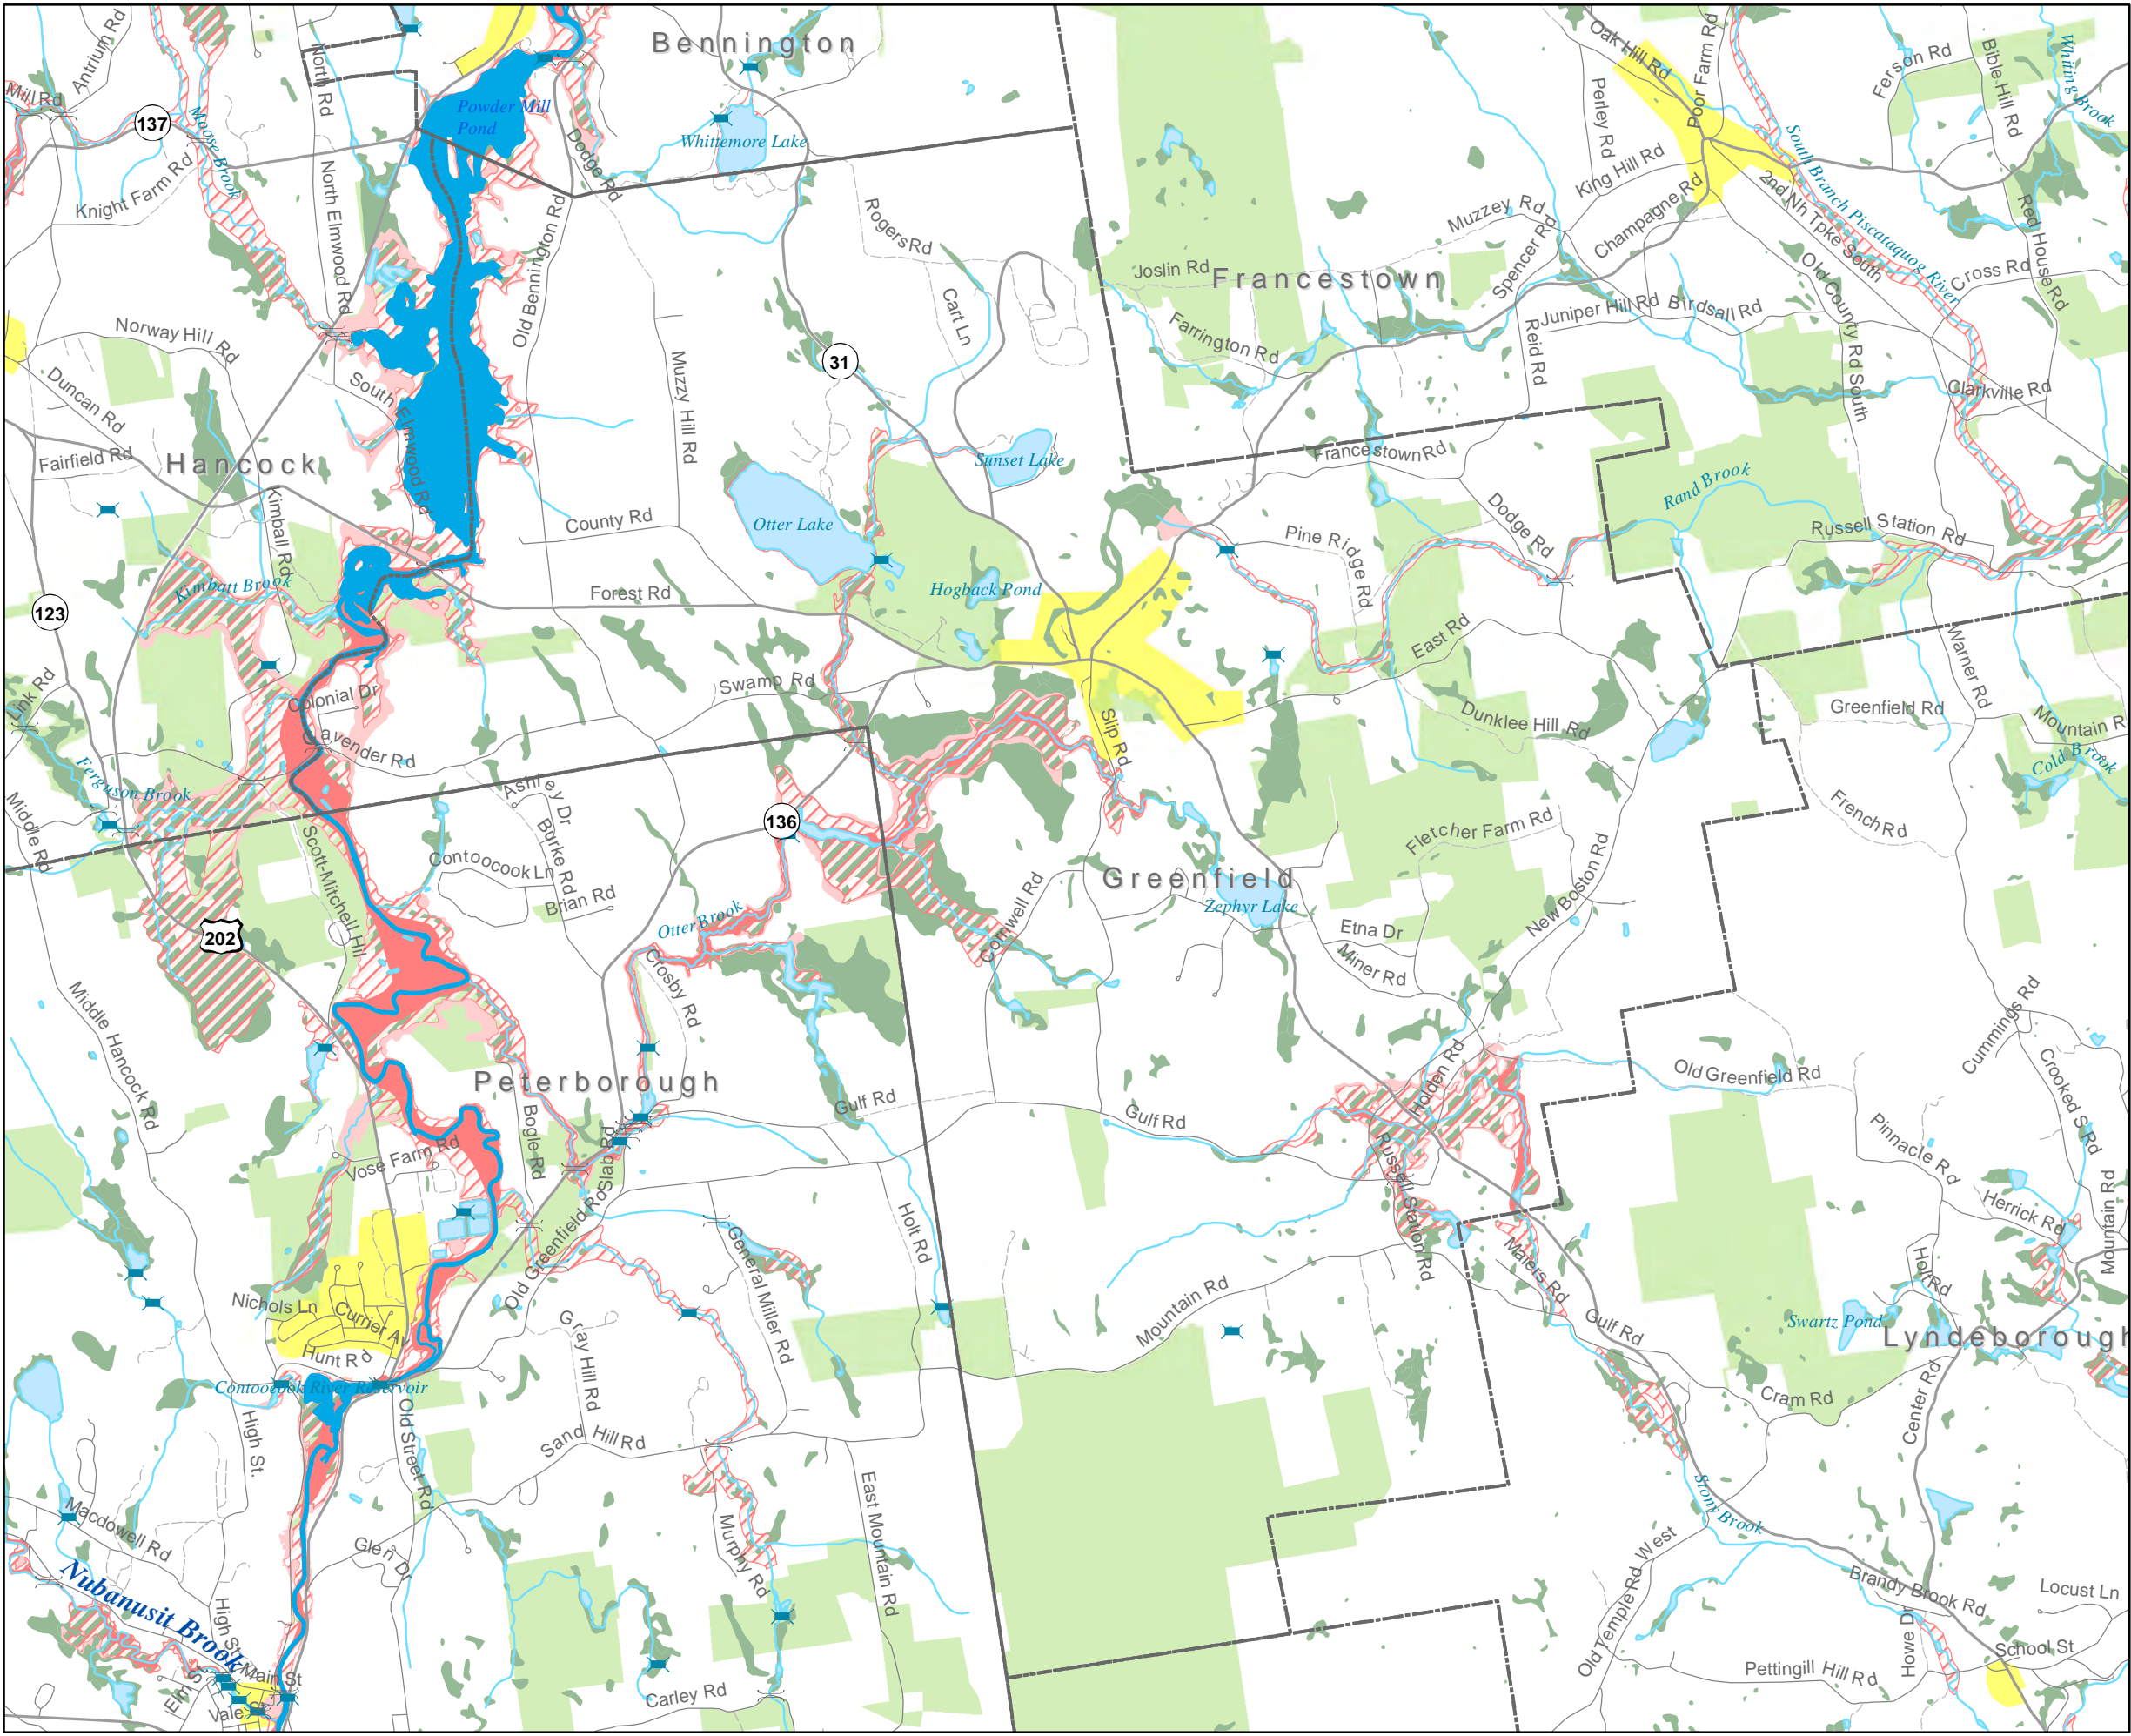 Bennington
Antrium Rd
North Rd
Mill Rd
137
Moose Brook
Powder Mill
Pond
Whittemore Lake
Dodge Rd
Knight Farm Rd
North Elmwood Rd
Old Bennington Rd
Rogers Rd
Cart Ln
Oak Hill Rd
Poor Farm Rd
Perley Rd
King Hill Rd
Ferson Rd
Bible Hill Rd
Whiting Brook
South Branch Piscataquog River
2nd Nh Tpke South
Champagne Rd
Muzzey Rd
Spencer Rd
Red House Rd
Cross Rd
Joslin Rd
Francestown
Farrington Rd
Juniper Hill Rd
Birdsall Rd
Old County Rd South
Reid Rd
Clarkville Rd
Norway Hill Rd
Duncan Rd
South Elmwood Rd
Muzzy Hill Rd
31
Fairfield Rd
Hancock
Kimball Rd
County Rd
Otter Lake
Sunset Lake
Francestown Rd
Dodge Rd
Rand Brook
Russell Station Rd
Pine Ridge Rd
Kimbatt Brook
123
Forest Rd
Hogback Pond
East Rd
Link Rd
Colonial Dr
Cavender Rd
Swamp Rd
Slip Rd
Dunklee Hill Rd
Warner Rd
Greenfield Rd
Mountain R
Cold Brook
Ferguson Brook
Middle Rd
Ashley Dr
Burke Rd
136
French Rd
Fletcher Farm Rd
Scott-Mitchell Hill
Contoocook Ln
Brian Rd
Greenfield
Zephyr Lake
New Boston Rd
202
Otter Brook
Cornwell Rd
Etna Dr
Miner Rd
Crosby Rd
Middle Hancock Rd
Cummings Rd
Crooked S Rd
Peterborough
Holden Rd
Old Greenfield Rd
Gulf Rd
Gulf Rd
Bogle Rd
Slab Rd
Vose Farm Rd
Pinnacle Rd
Russell Station Rd
Herrick Rd
Mountain Rd
Old Greenfield Rd
General Miller Rd
Holt Rd
Maiers Rd
Holt Rd
Nichols Ln
Currier Av
Hunt Rd
Gray Hill Rd
Mountain Rd
Gulf Rd
Swartz Pond
Lyndeborough
Contoocook River Reservoir
Cram Rd
Center Rd
High St.
Old Street Rd
Sand Hill Rd
East Mountain Rd
Stony Brook
Macdowell Rd
Glen Dr
Murphy Rd
Nubanusit Brook
High St
Old Temple Rd West
Brandy Brook Rd
Locust Ln
Howe Dr
School St
Main St
Elm S
Vale St
Carley Rd
Pettingill Hill Rd